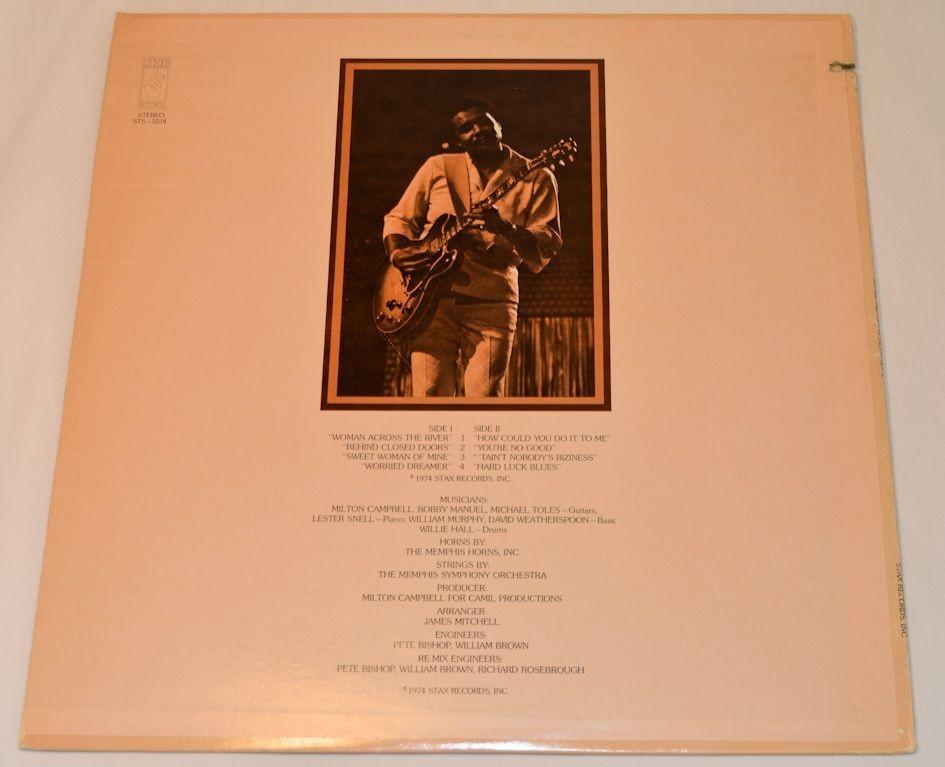 stax
STEREO
STS–5514
SIDE I SIDE II
"WOMAN ACROSS THE RIVER" 1 "HOW COULD YOU DO IT TO ME"
"BEHIND CLOSED DOORS" 2 "YOU'RE NO GOOD"
"SWEET WOMAN OF MINE" 3 "'TAIN'T NOBODY'S BIZINESS"
"WORRIED DREAMER" 4 "HARD LUCK BLUES"
℗ 1974 STAX RECORDS, INC.
MUSICIANS:
MILTON CAMPBELL, BOBBY MANUEL, MICHAEL TOLES–Guitars;
LESTER SNELL–Piano; WILLIAM MURPHY, DAVID WEATHERSPOON–Bass;
WILLIE HALL–Drums
HORNS BY:
THE MEMPHIS HORNS, INC.
STRINGS BY:
THE MEMPHIS SYMPHONY ORCHESTRA
PRODUCER:
MILTON CAMPBELL FOR CAMIL PRODUCTIONS
ARRANGER:
JAMES MITCHELL
ENGINEERS:
PETE BISHOP, WILLIAM BROWN
RE-MIX ENGINEERS:
PETE BISHOP, WILLIAM BROWN, RICHARD ROSEBROUGH
©1974 STAX RECORDS, INC.
STAX RECORDS, INC.